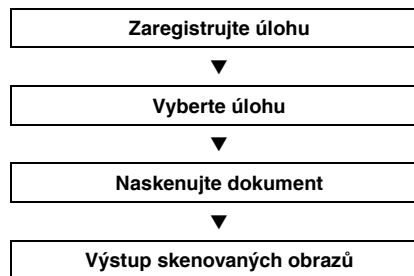 Zaregistrujte úlohu
▼
Vyberte úlohu
▼
Naskenujte dokument
▼
Výstup skenovaných obrazů